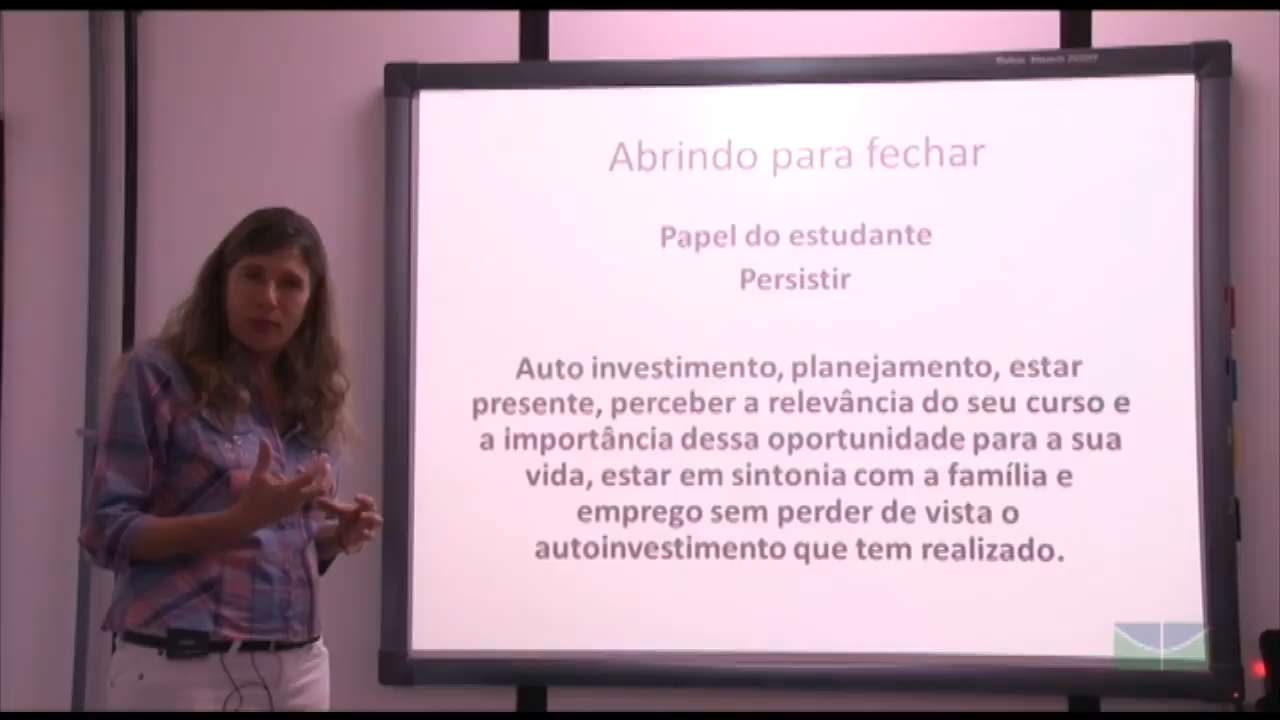 Abrindo para fechar
Papel do estudante
Persistir
Auto investimento, planejamento, estar
presente, perceber a relevância do seu curso e
a importância dessa oportunidade para a sua
vida, estar em sintonia com a família e
emprego sem perder de vista o
autoinvestimento que tem realizado.